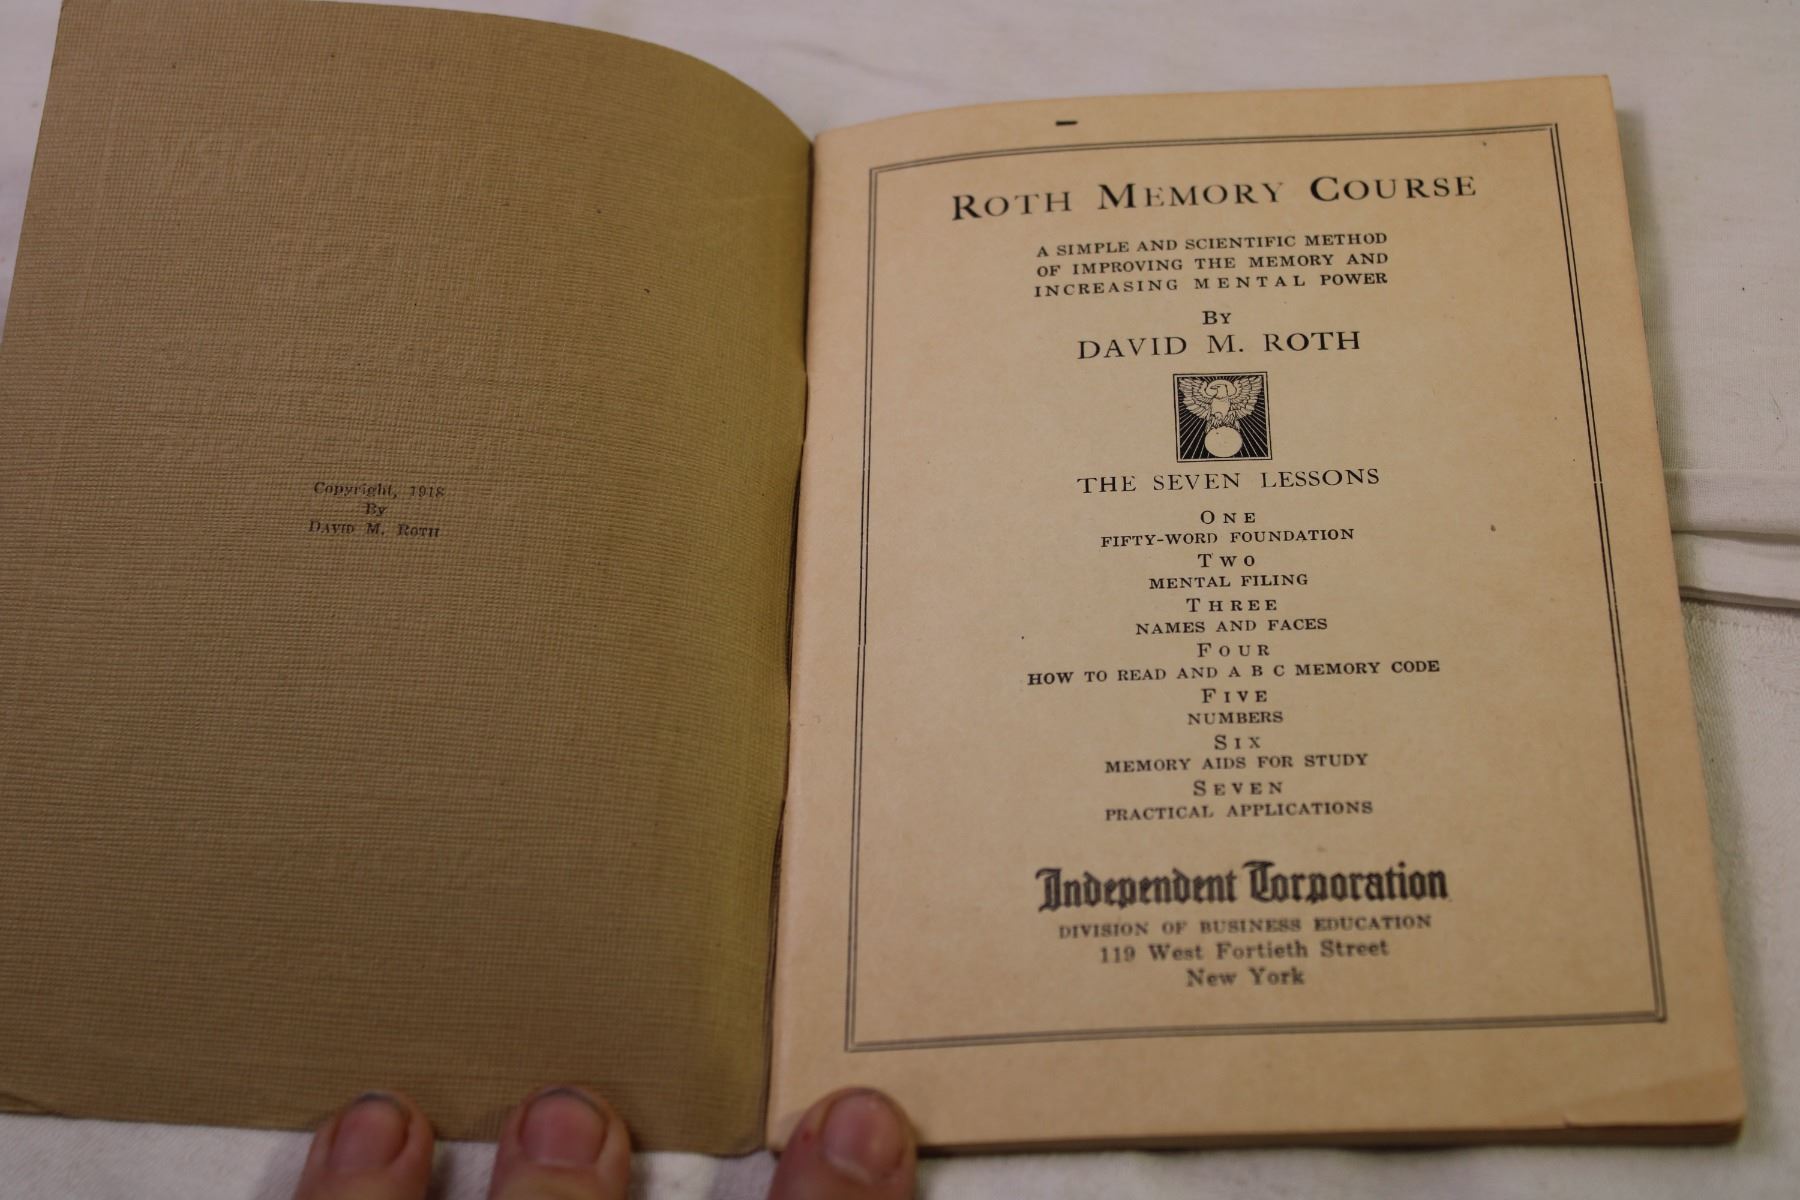 Copyright, 1918
By
DAVID M. ROTH
ROTH MEMORY COURSE
A SIMPLE AND SCIENTIFIC METHOD
OF IMPROVING THE MEMORY AND
INCREASING MENTAL POWER
BY
DAVID M. ROTH
THE SEVEN LESSONS
ONE
FIFTY-WORD FOUNDATION
TWO
MENTAL FILING
THREE
NAMES AND FACES
FOUR
HOW TO READ AND A B C MEMORY CODE
FIVE
NUMBERS
SIX
MEMORY AIDS FOR STUDY
SEVEN
PRACTICAL APPLICATIONS
Independent Corporation
DIVISION OF BUSINESS EDUCATION
119 West Fortieth Street
New York